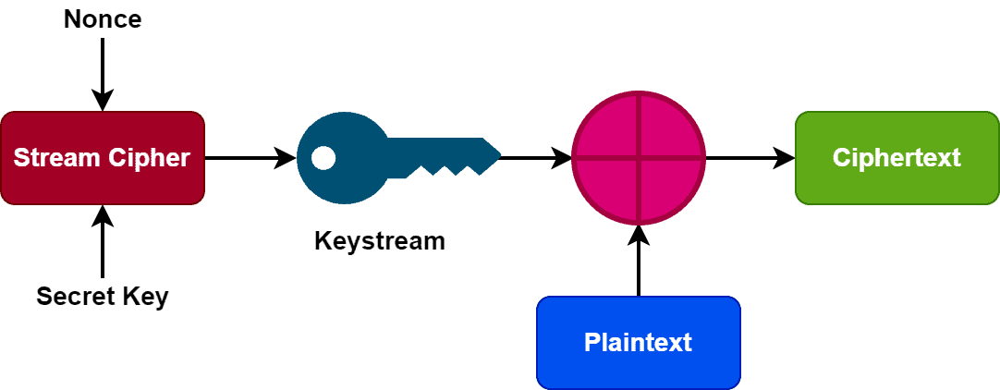 Nonce
Stream Cipher
Ciphertext
Keystream
Secret Key
Plaintext